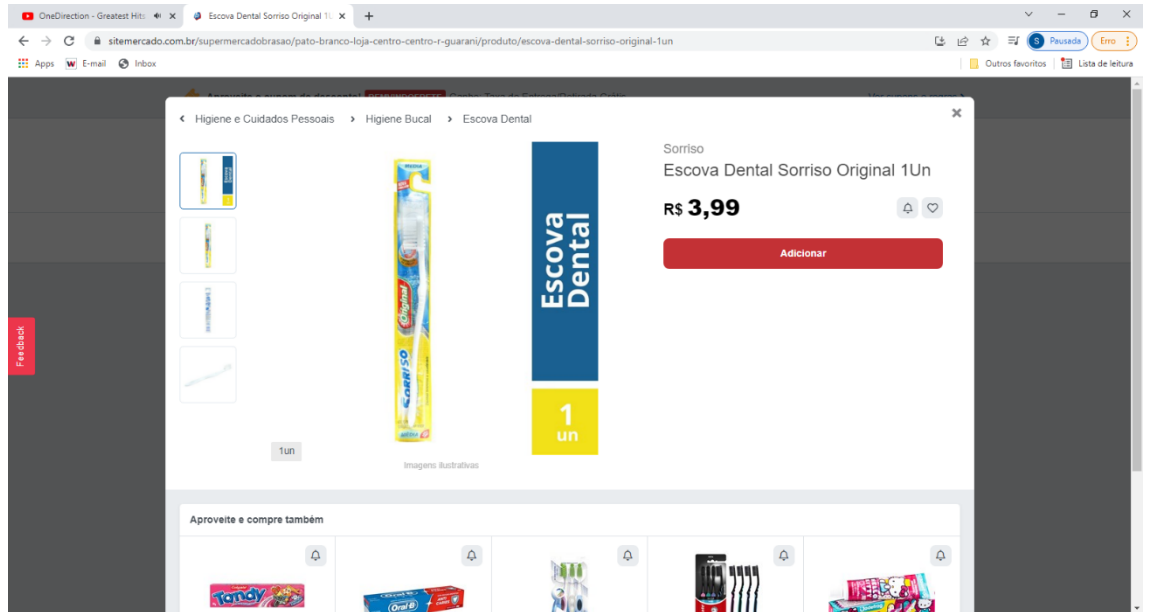 OneDirection - Greatest Hits
Escova Dental Sorriso Original 1U
sitemercado.com.br/supermercadobrasao/pato-branco-loja-centro-centro-r-guarani/produto/escova-dental-sorriso-original-1un
S Pausada
Erro
Apps
E-mail
Inbox
Outros favoritos
Lista de leitura
Higiene e Cuidados Pessoais > Higiene Bucal > Escova Dental
Sorriso
Escova Dental Sorriso Original 1Un
R$ 3,99
Adicionar
Escova
Dental
1
un
Original
SORRISO
1un
Imagens ilustrativas
Feedback
Aproveite e compre também
Tandy
Oral-B